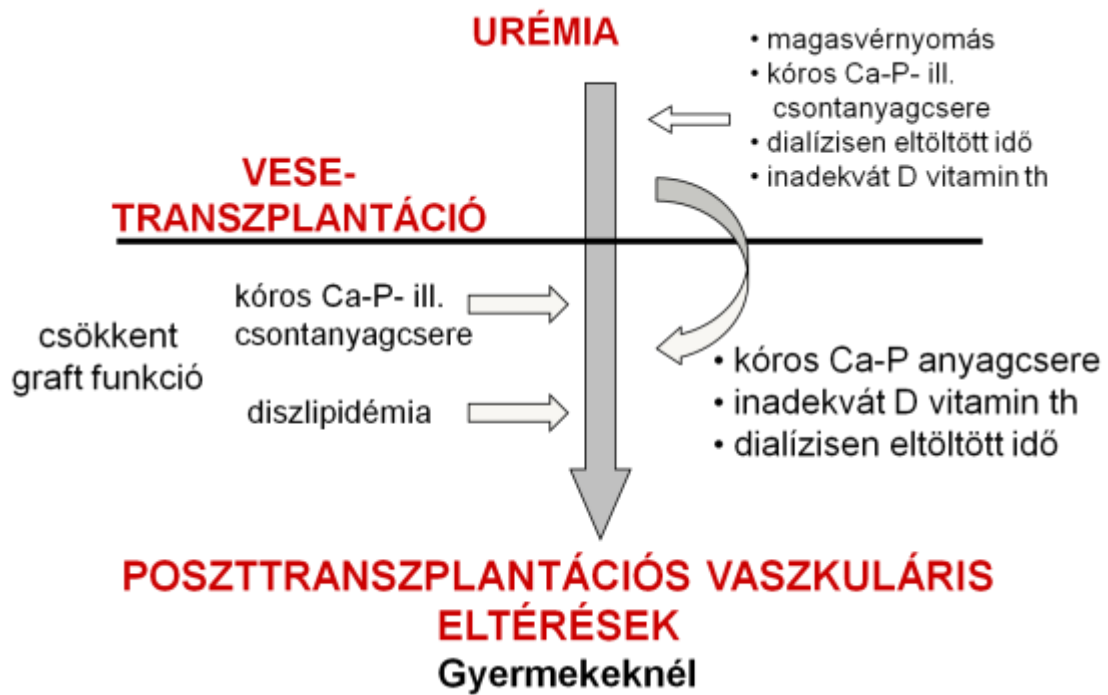 URÉMIA
• magasvérnyomás
• kóros Ca-P- ill.
csontanyagcsere
• dialízisen eltöltött idő
• inadekvát D vitamin th
VESE-
TRANSZPLANTÁCIÓ
kóros Ca-P- ill.
csontanyagcsere
csökkent
graft funkció
diszlipidémia
• kóros Ca-P anyagcsere
• inadekvát D vitamin th
• dialízisen eltöltött idő
POSZTTRANSZPLANTÁCIÓS VASZKULÁRIS
ELTÉRÉSEK
Gyermekeknél